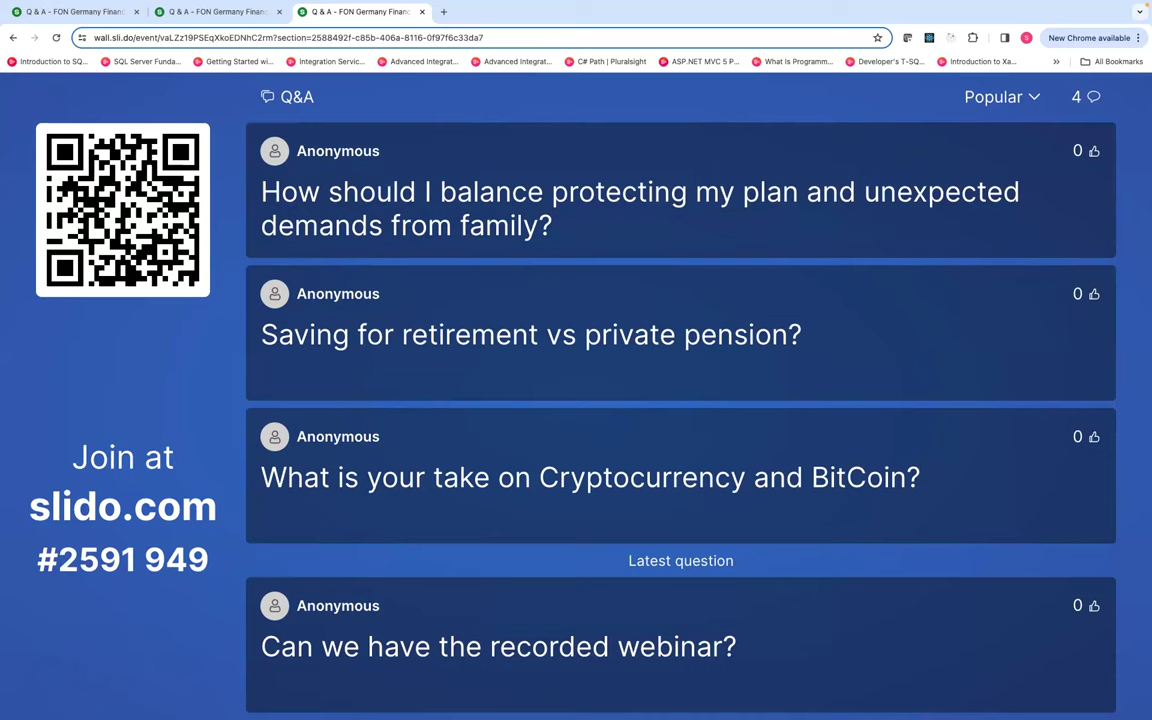 Q & A - FON Germany Financ
Q & A - FON Germany Financ
Q & A - FON Germany Financ
wall.sli.do/event/vaLZz19PSEqXkoEDNhC2rm?section=2588492f-c85b-406a-8116-0f97f6c33da7
New Chrome available
Introduction to SQ...
SQL Server Funda...
Getting Started wi...
Integration Servic...
Advanced Integrat...
Advanced Integrat...
C# Path | Pluralsight
ASP.NET MVC 5 P...
What Is Programm...
Developer's T-SQ...
Introduction to Xa...
»
All Bookmarks
Q&A
Popular
4
Anonymous
0
How should I balance protecting my plan and unexpected
demands from family?
Anonymous
0
Saving for retirement vs private pension?
Anonymous
0
What is your take on Cryptocurrency and BitCoin?
Latest question
Anonymous
0
Can we have the recorded webinar?
Join at
slido.com
#2591 949